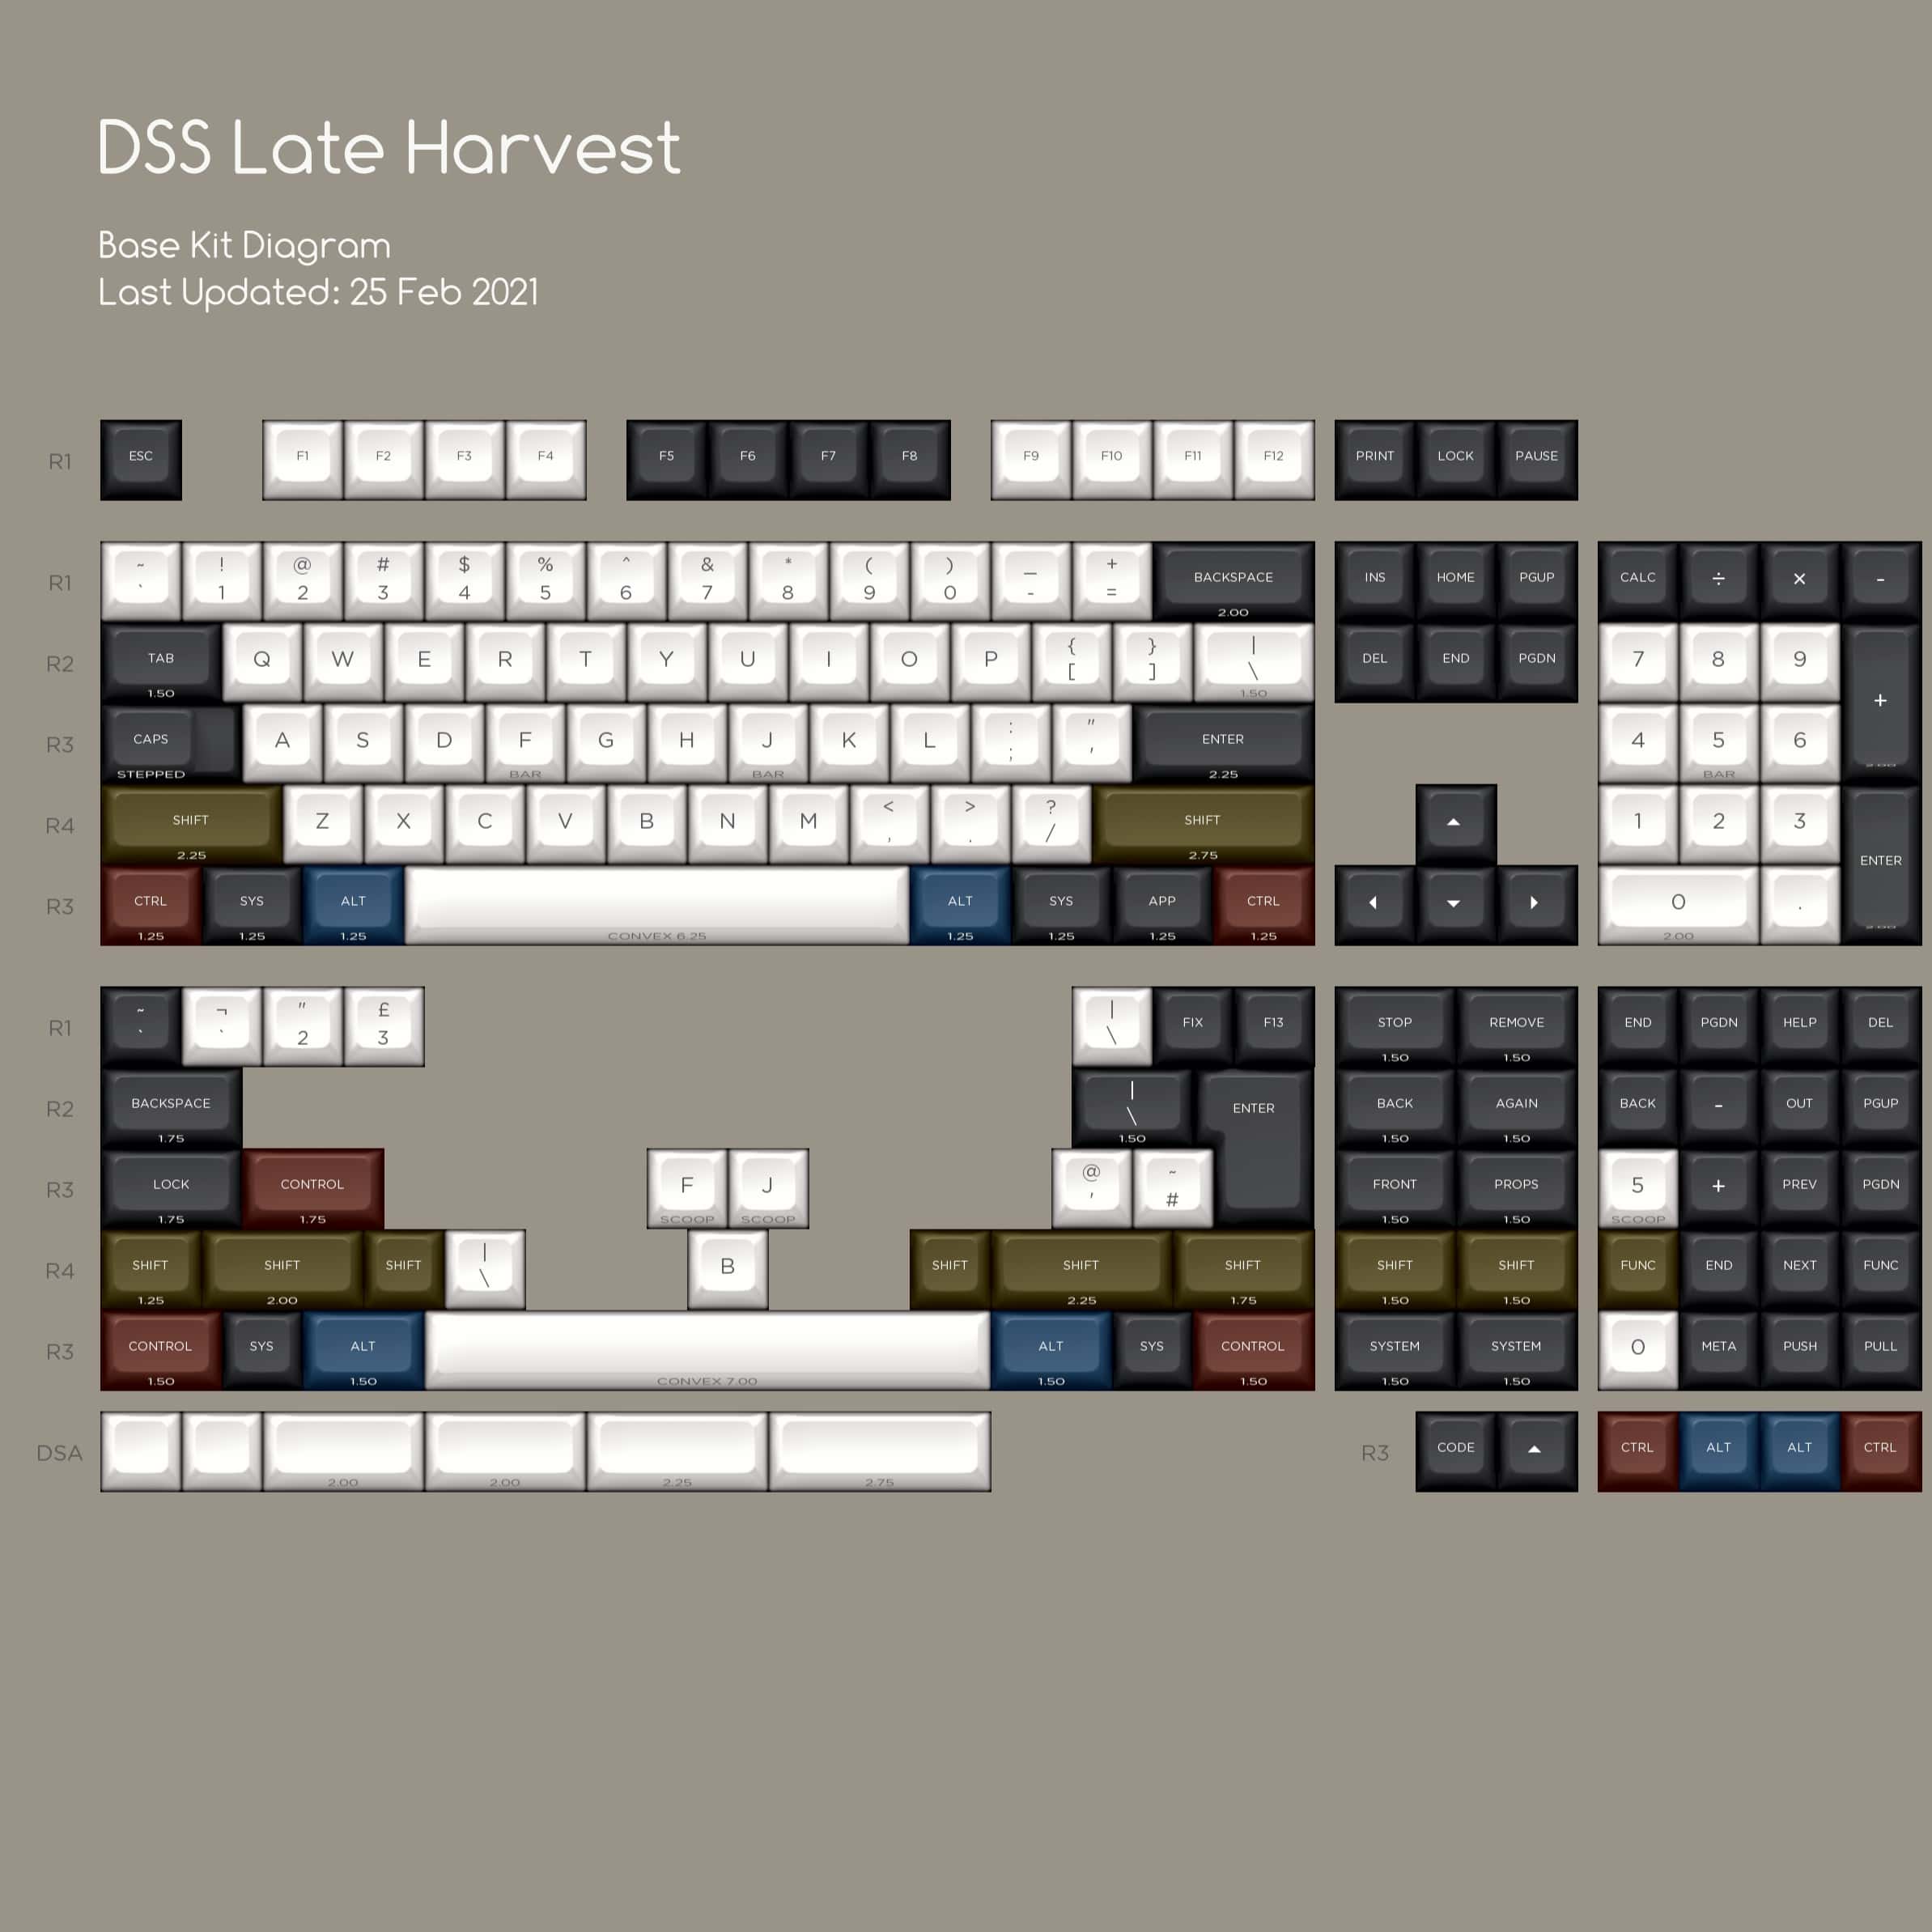 DSS Late Harvest
Base Kit Diagram
Last Updated: 25 Feb 2021
R1 ESC F1 F2 F3 F4 F5 F6 F7 F8 F9 F10 F11 F12 PRINT LOCK PAUSE
~ ! @ # $ % ^ & * ( ) _ +
R1 ` 1 2 3 4 5 6 7 8 9 0 - = BACKSPACE INS HOME PGUP CALC ÷ × -
2.00
{ } |
R2 TAB Q W E R T Y U I O P [ ] \ DEL END PGDN 7 8 9 +
1.50 1.50
: "
R3 CAPS A S D F G H J K L ; ' ENTER 4 5 6
STEPPED BAR BAR 2.25 BAR 2.00
< > ?
R4 SHIFT Z X C V B N M , . / SHIFT ▲ 1 2 3 ENTER
2.25 2.75
R3 CTRL SYS ALT ALT SYS APP CTRL ◀ ▼ ▶ 0 .
1.25 1.25 1.25 CONVEX 6.25 1.25 1.25 1.25 1.25 2.00 2.00
~ ¬ " £ |
R1 ` ` 2 3 \ FIX F13 STOP REMOVE END PGDN HELP DEL
1.50 1.50
|
R2 BACKSPACE \ ENTER BACK AGAIN BACK - OUT PGUP
1.75 1.50 1.50 1.50
@ ~
R3 LOCK CONTROL F J ' # FRONT PROPS 5 + PREV PGDN
1.75 1.75 SCOOP SCOOP 1.50 1.50 SCOOP
|
R4 SHIFT SHIFT SHIFT \ B SHIFT SHIFT SHIFT SHIFT SHIFT FUNC END NEXT FUNC
1.25 2.00 2.25 1.75 1.50 1.50
R3 CONTROL SYS ALT ALT SYS CONTROL SYSTEM SYSTEM 0 META PUSH PULL
1.50 1.50 CONVEX 7.00 1.50 1.50 1.50 1.50
DSA R3 CODE ▲ CTRL ALT ALT CTRL
2.00 2.00 2.25 2.75